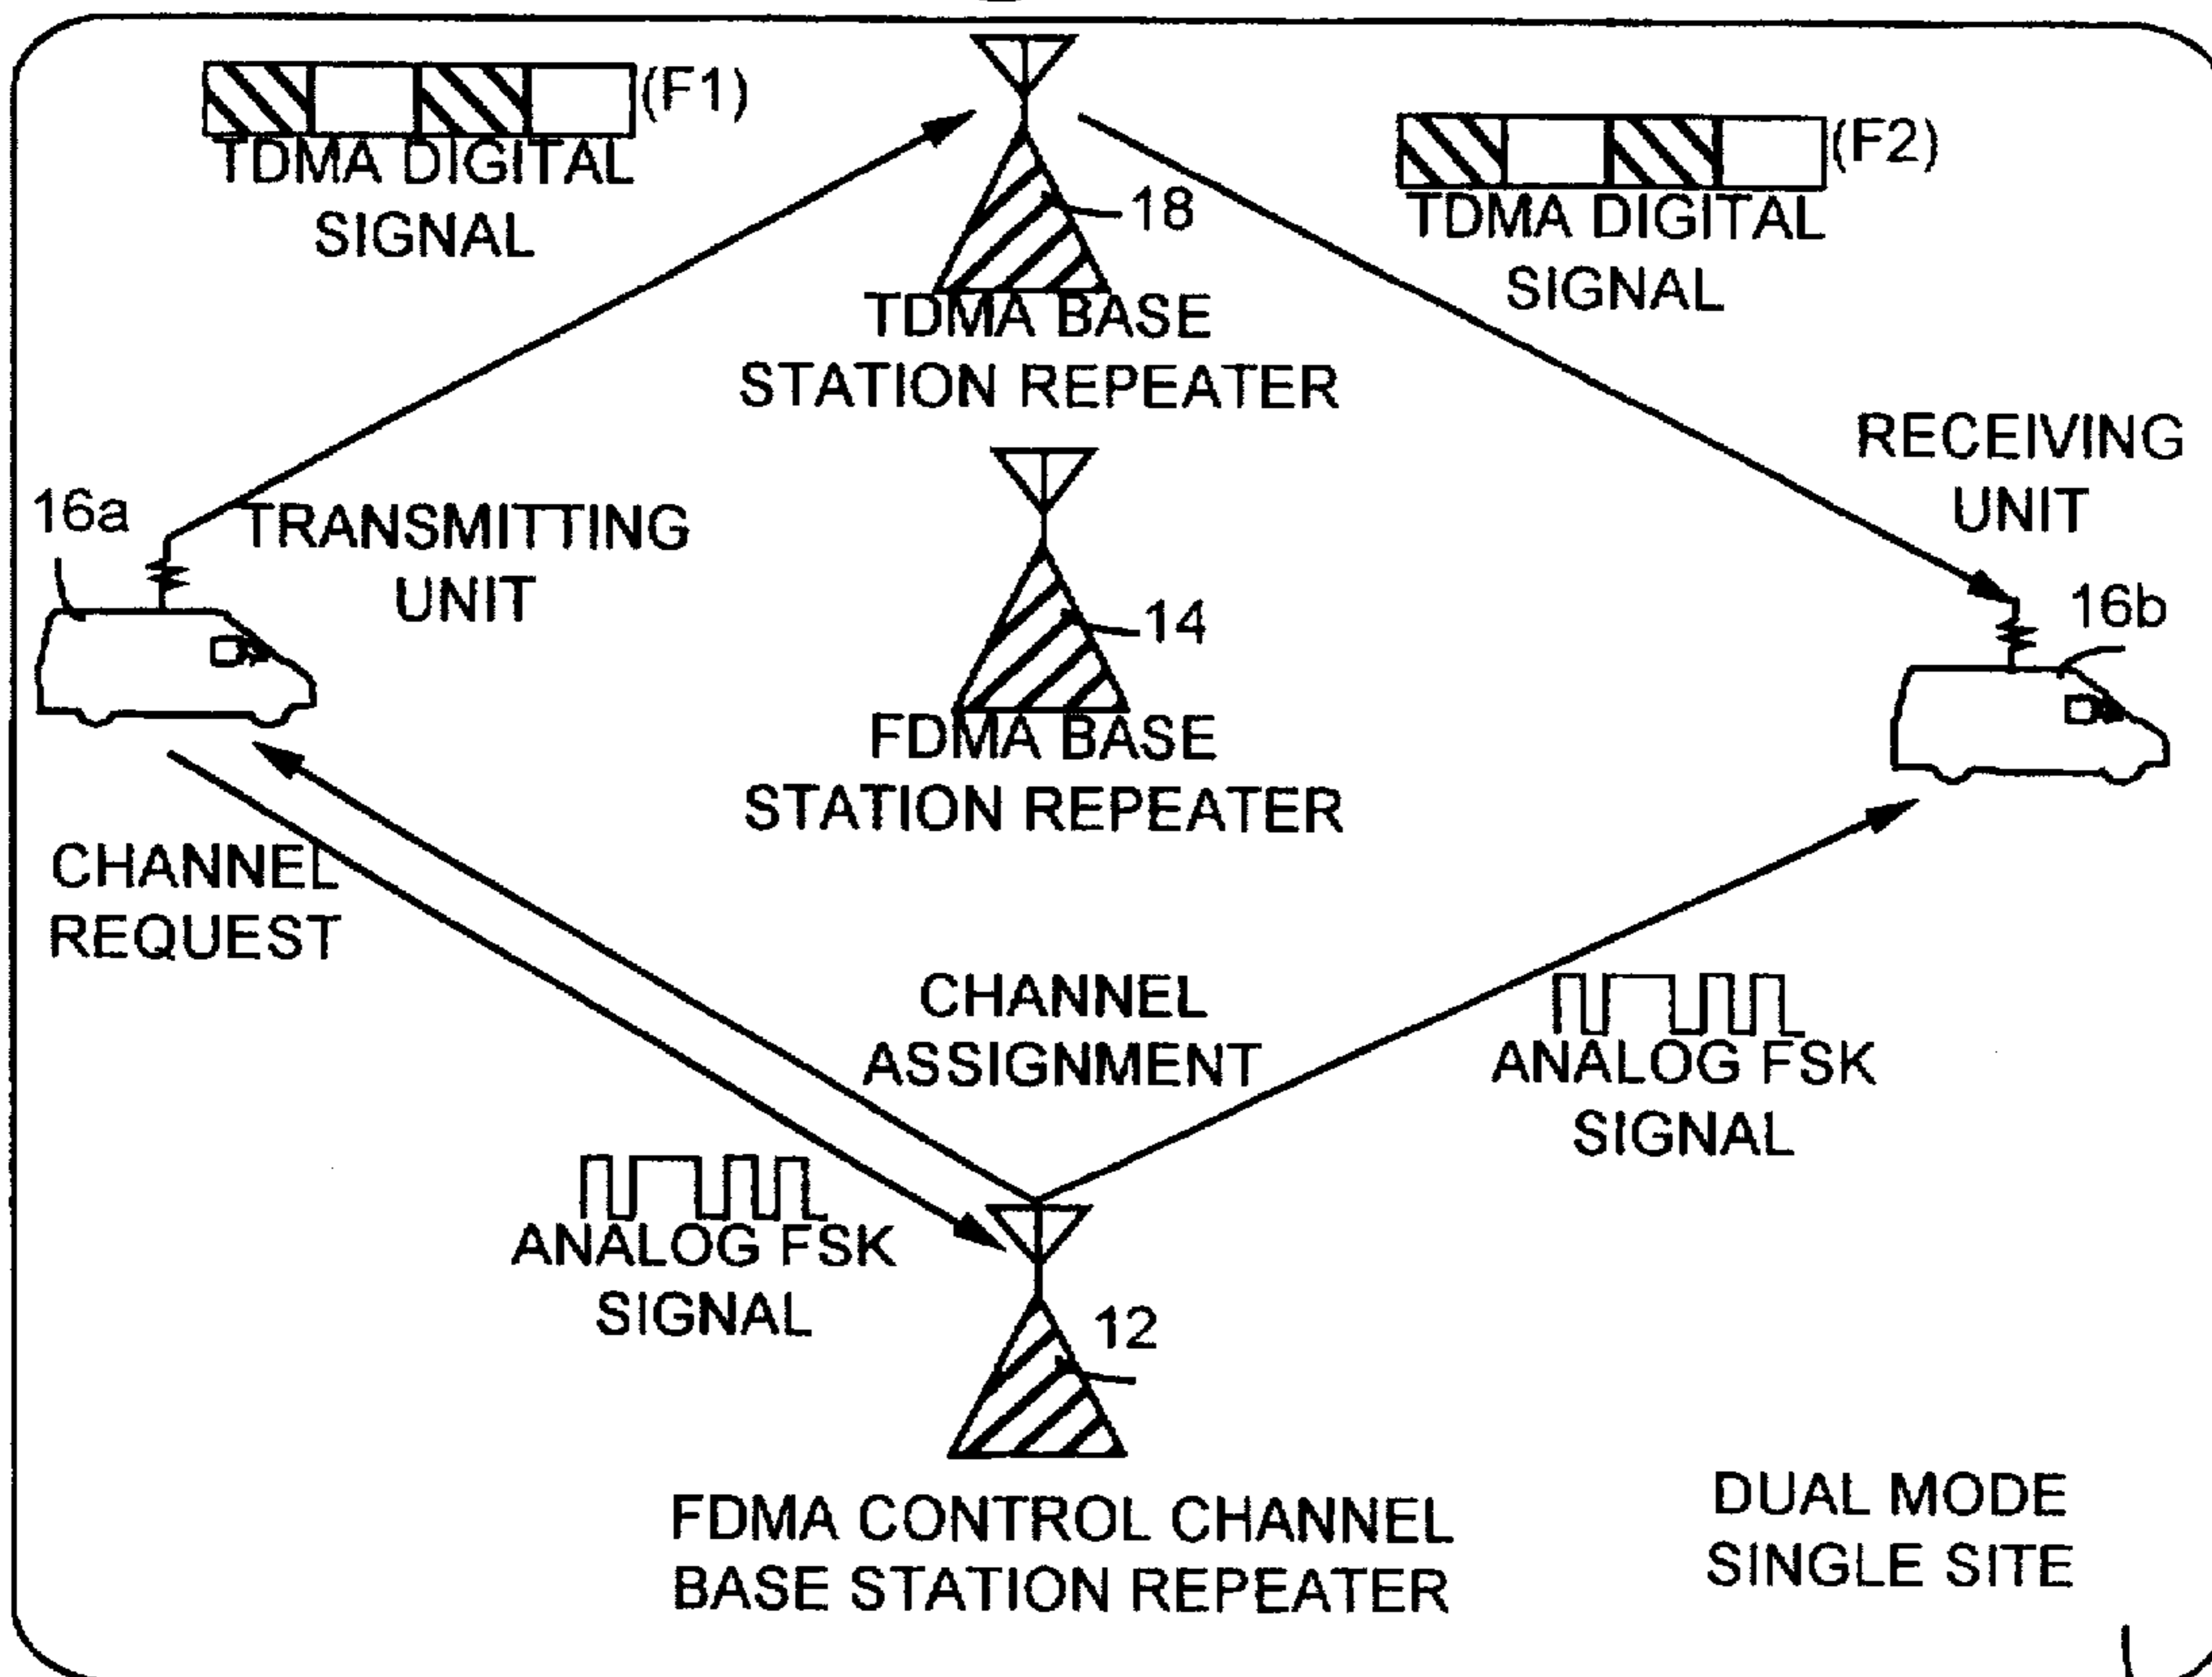 (F1)
TDMA DIGITAL
SIGNAL
(F2)
TDMA DIGITAL
SIGNAL
18
TDMA BASE
STATION REPEATER
RECEIVING
UNIT
16a
TRANSMITTING
UNIT
14
16b
FDMA BASE
STATION REPEATER
CHANNEL
REQUEST
CHANNEL
ASSIGNMENT
ANALOG FSK
SIGNAL
ANALOG FSK
SIGNAL
12
FDMA CONTROL CHANNEL
BASE STATION REPEATER
DUAL MODE
SINGLE SITE